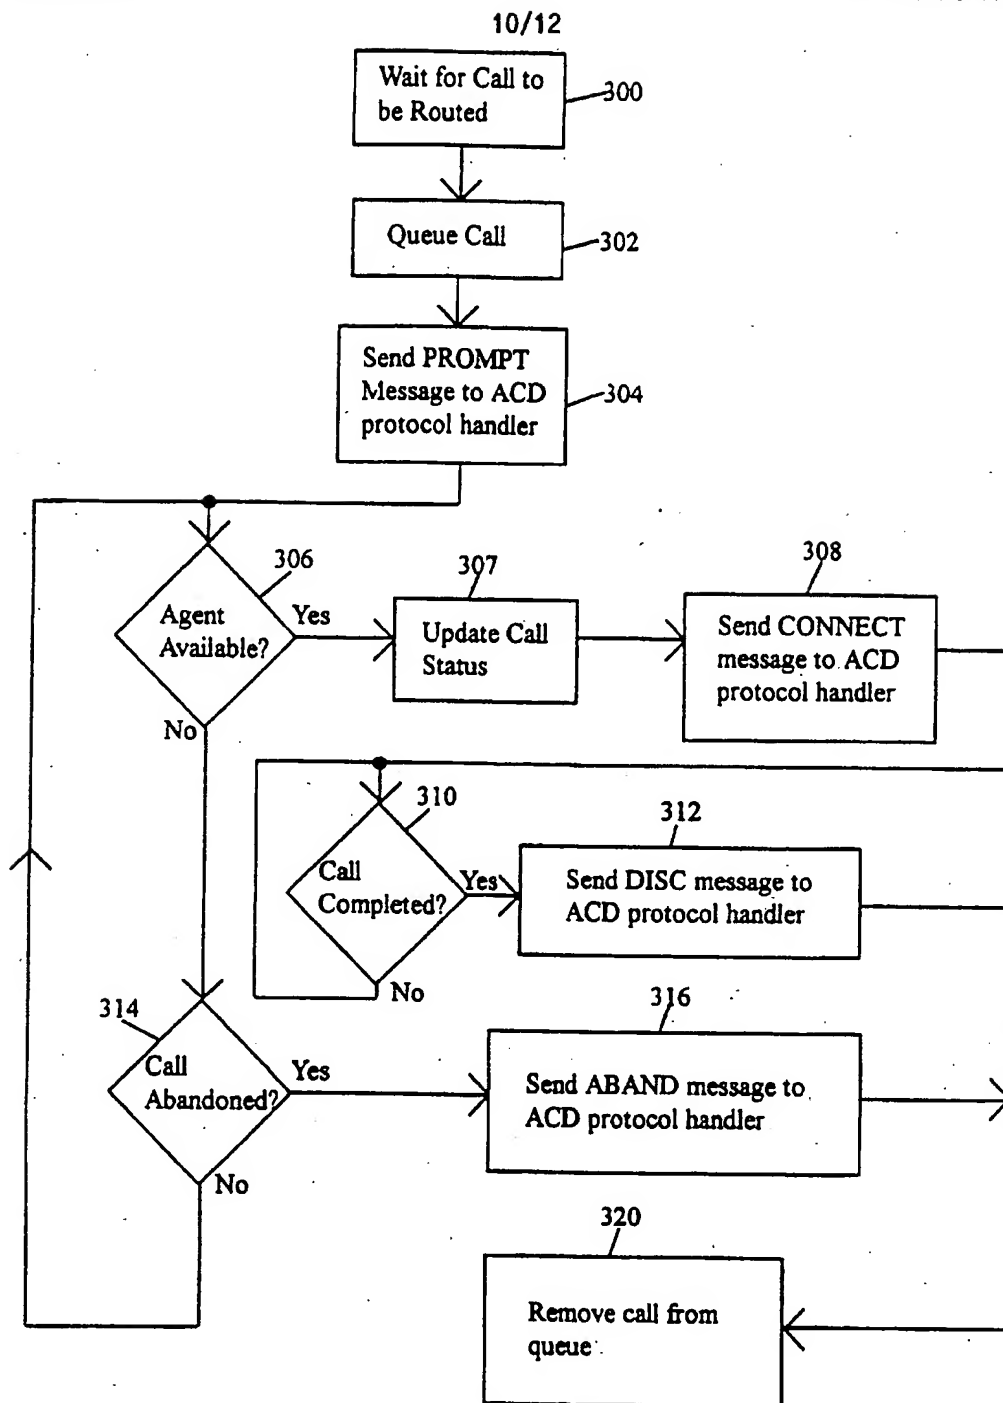 10/12
Wait for Call to
be Routed
300
Queue Call
302
Send PROMPT
Message to ACD
protocol handler
304
306
Agent
Available?
Yes
No
307
Update Call
Status
308
Send CONNECT
message to ACD
protocol handler
310
Call
Completed?
Yes
No
312
Send DISC message to
ACD protocol handler
314
Call
Abandoned?
Yes
No
316
Send ABAND message to
ACD protocol handler
320
Remove call from
queue